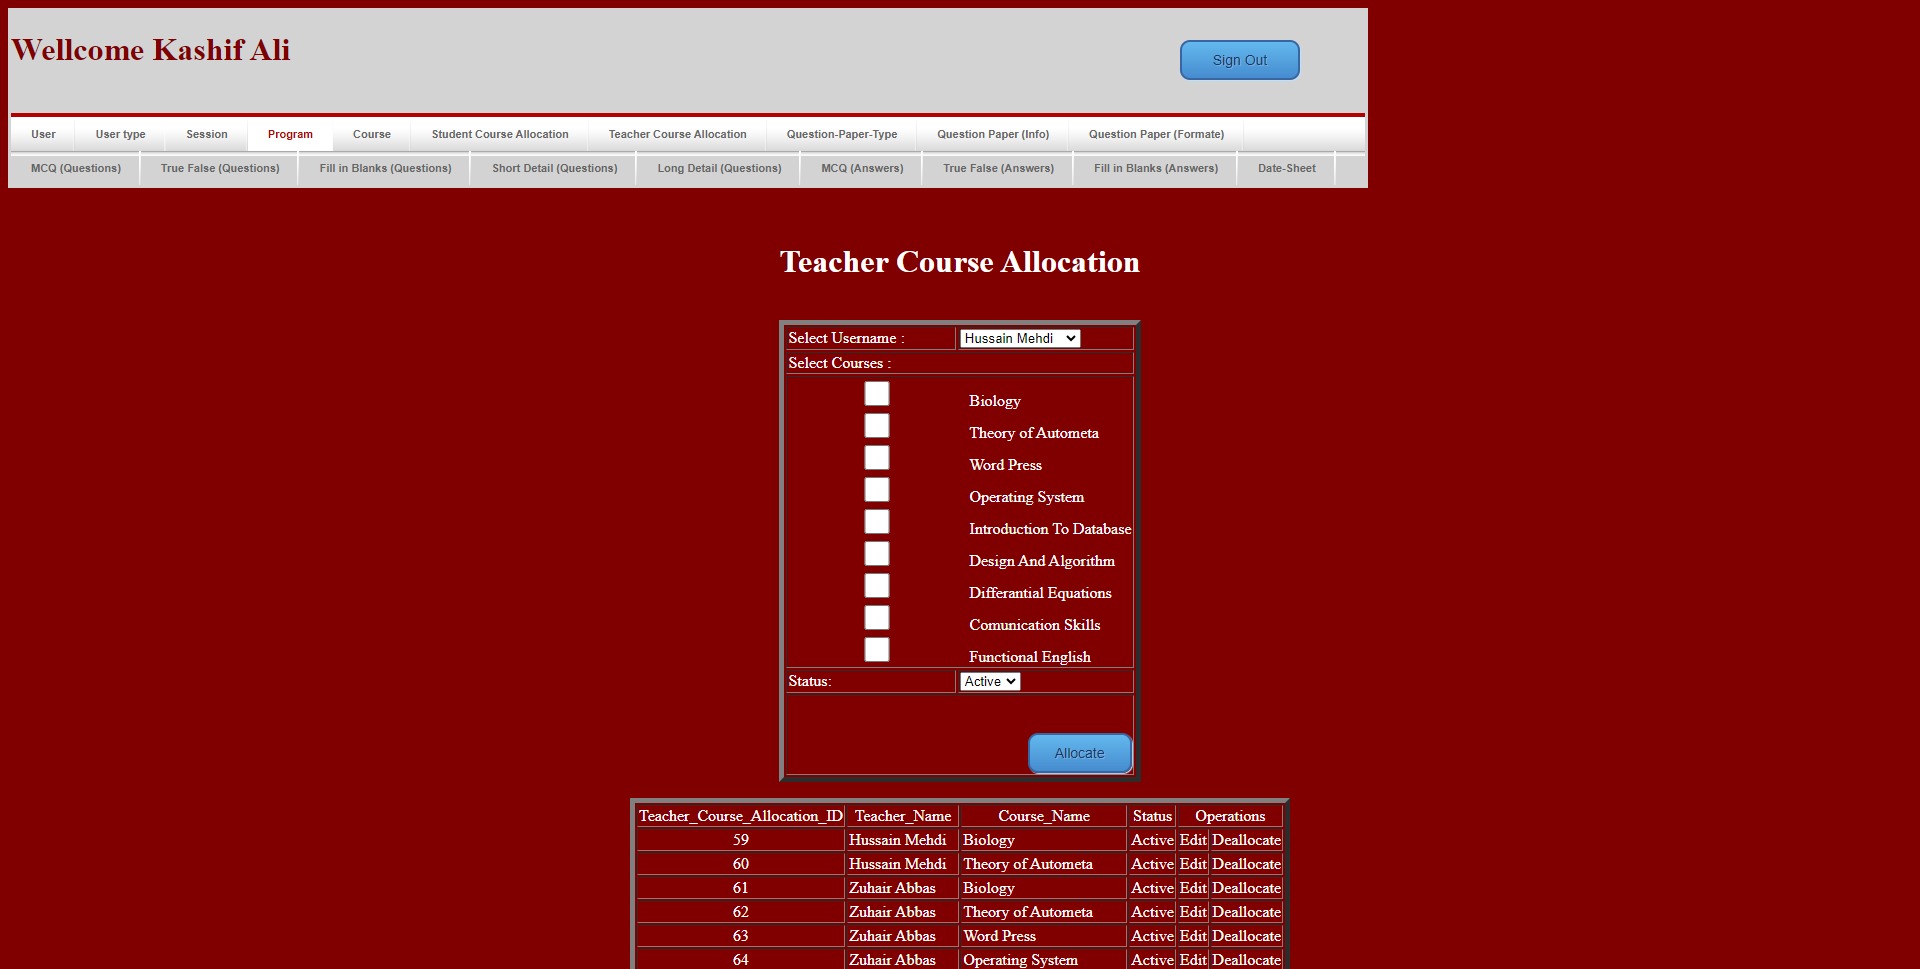 Wellcome Kashif Ali
Sign Out
User User type Session Program Course Student Course Allocation Teacher Course Allocation Question-Paper-Type Question Paper (Info) Question Paper (Formate)
MCQ (Questions) True False (Questions) Fill in Blanks (Questions) Short Detail (Questions) Long Detail (Questions) MCQ (Answers) True False (Answers) Fill in Blanks (Answers) Date-Sheet
Teacher Course Allocation
Select Username : Hussain Mehdi
Select Courses :
Biology
Theory of Autometa
Word Press
Operating System
Introduction To Database
Design And Algorithm
Differantial Equations
Comunication Skills
Functional English
Status: Active
Allocate
Teacher_Course_Allocation_ID Teacher_Name Course_Name Status Operations
59 Hussain Mehdi Biology Active Edit Deallocate
60 Hussain Mehdi Theory of Autometa Active Edit Deallocate
61 Zuhair Abbas Biology Active Edit Deallocate
62 Zuhair Abbas Theory of Autometa Active Edit Deallocate
63 Zuhair Abbas Word Press Active Edit Deallocate
64 Zuhair Abbas Operating System Active Edit Deallocate